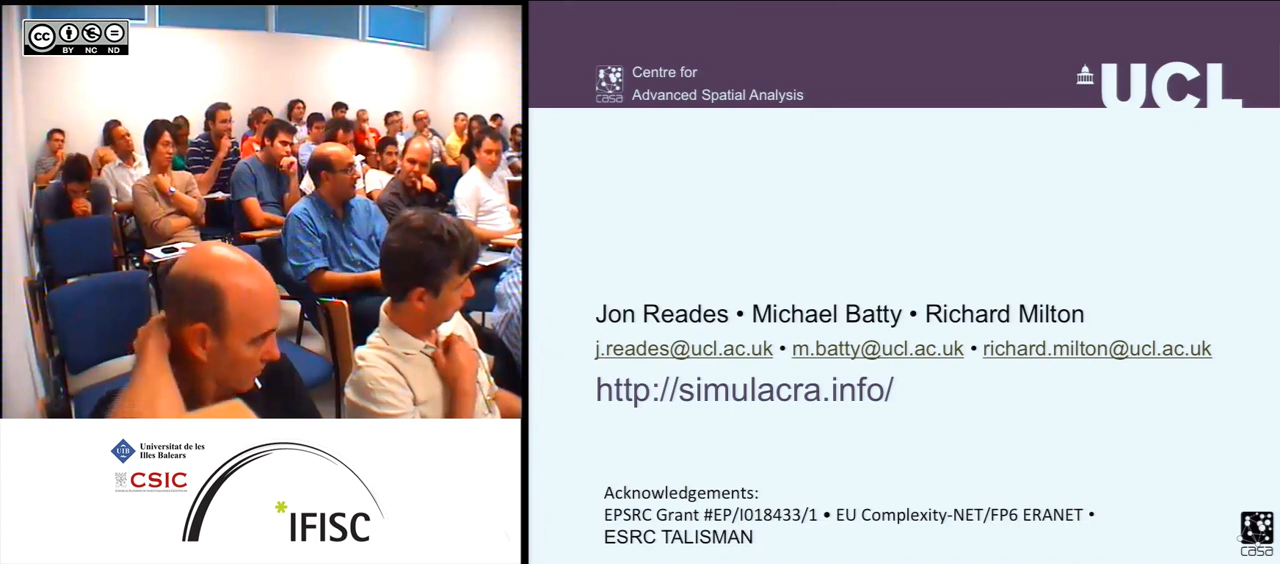 cc
BY NC ND
Universitat de les
Illes Balears
UIB
CSIC
*IFISC
casa
Centre for
Advanced Spatial Analysis
UCL
Jon Reades • Michael Batty • Richard Milton
j.reades@ucl.ac.uk • m.batty@ucl.ac.uk • richard.milton@ucl.ac.uk
http://simulacra.info/
Acknowledgements:
EPSRC Grant #EP/I018433/1 • EU Complexity-NET/FP6 ERANET •
ESRC TALISMAN
casa